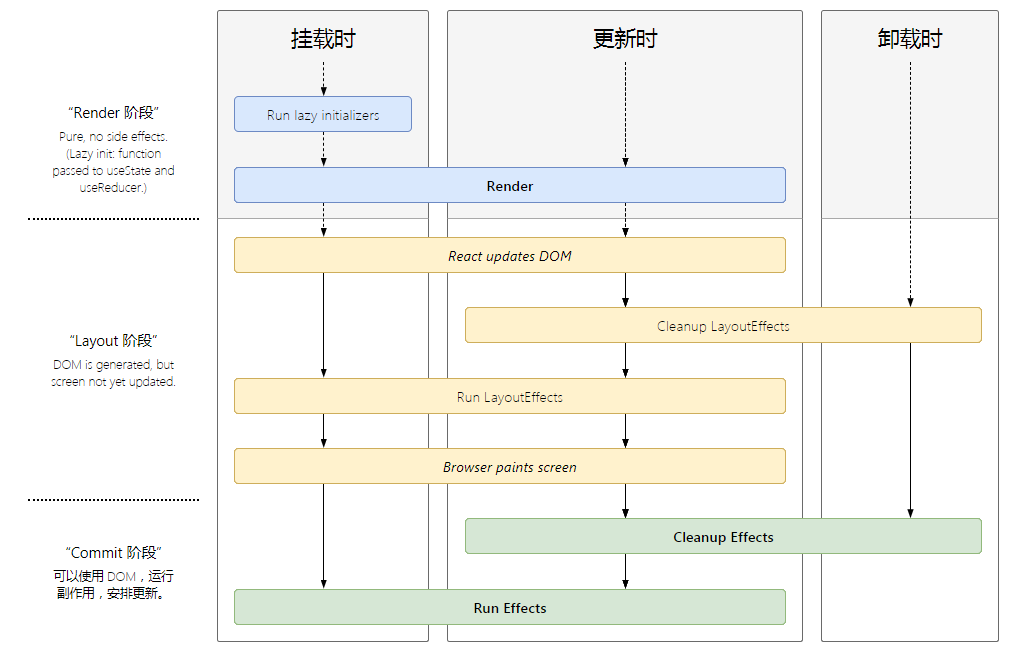 挂载时
更新时
卸载时
“Render 阶段”
Pure, no side effects.
(Lazy init: function
passed to useState and
useReducer.)
Run lazy initializers
Render
React updates DOM
Cleanup LayoutEffects
“Layout 阶段”
DOM is generated, but
screen not yet updated.
Run LayoutEffects
Browser paints screen
Cleanup Effects
“Commit 阶段”
可以使用 DOM，运行
副作用，安排更新。
Run Effects